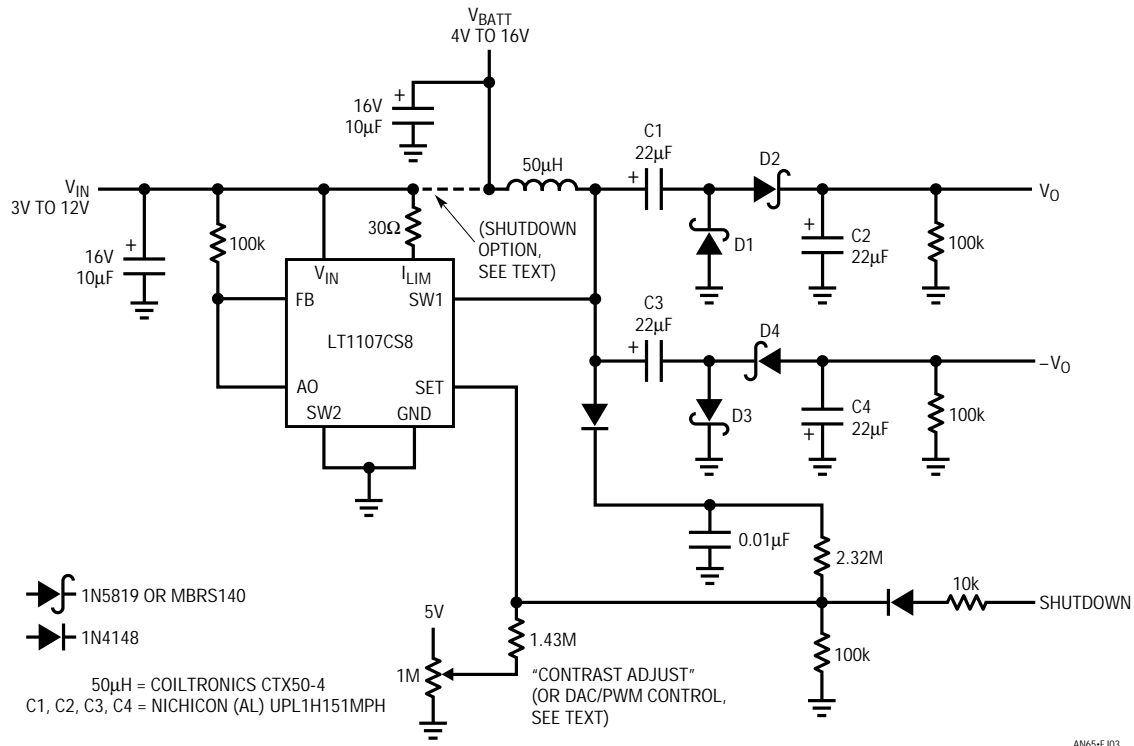 VBATT
4V TO 16V
16V
10µF
C1
22µF
D2
50µH
VIN
3V TO 12V
VO
30Ω
(SHUTDOWN
OPTION,
SEE TEXT)
100k
16V
10µF
D1
C2
22µF
100k
VIN
ILIM
FB
SW1
LT1107CS8
C3
22µF
D4
–VO
AO
SET
SW2
GND
D3
C4
22µF
100k
0.01µF
2.32M
10k
SHUTDOWN
1N5819 OR MBRS140
1N4148
5V
1.43M
1M
100k
"CONTRAST ADJUST"
(OR DAC/PWM CONTROL,
SEE TEXT)
50µH = COILTRONICS CTX50-4
C1, C2, C3, C4 = NICHICON (AL) UPL1H151MPH
AN65•FJ03